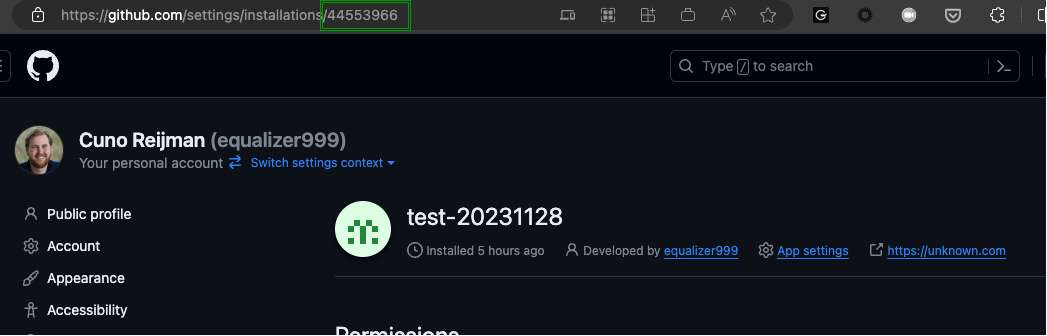 https://github.com/settings/installations/44553966
Type / to search
Cuno Reijman (equalizer999)
Your personal account Switch settings context
Public profile
Account
Appearance
Accessibility
test-20231128
Installed 5 hours ago Developed by equalizer999 App settings https://unknown.com
Permissions